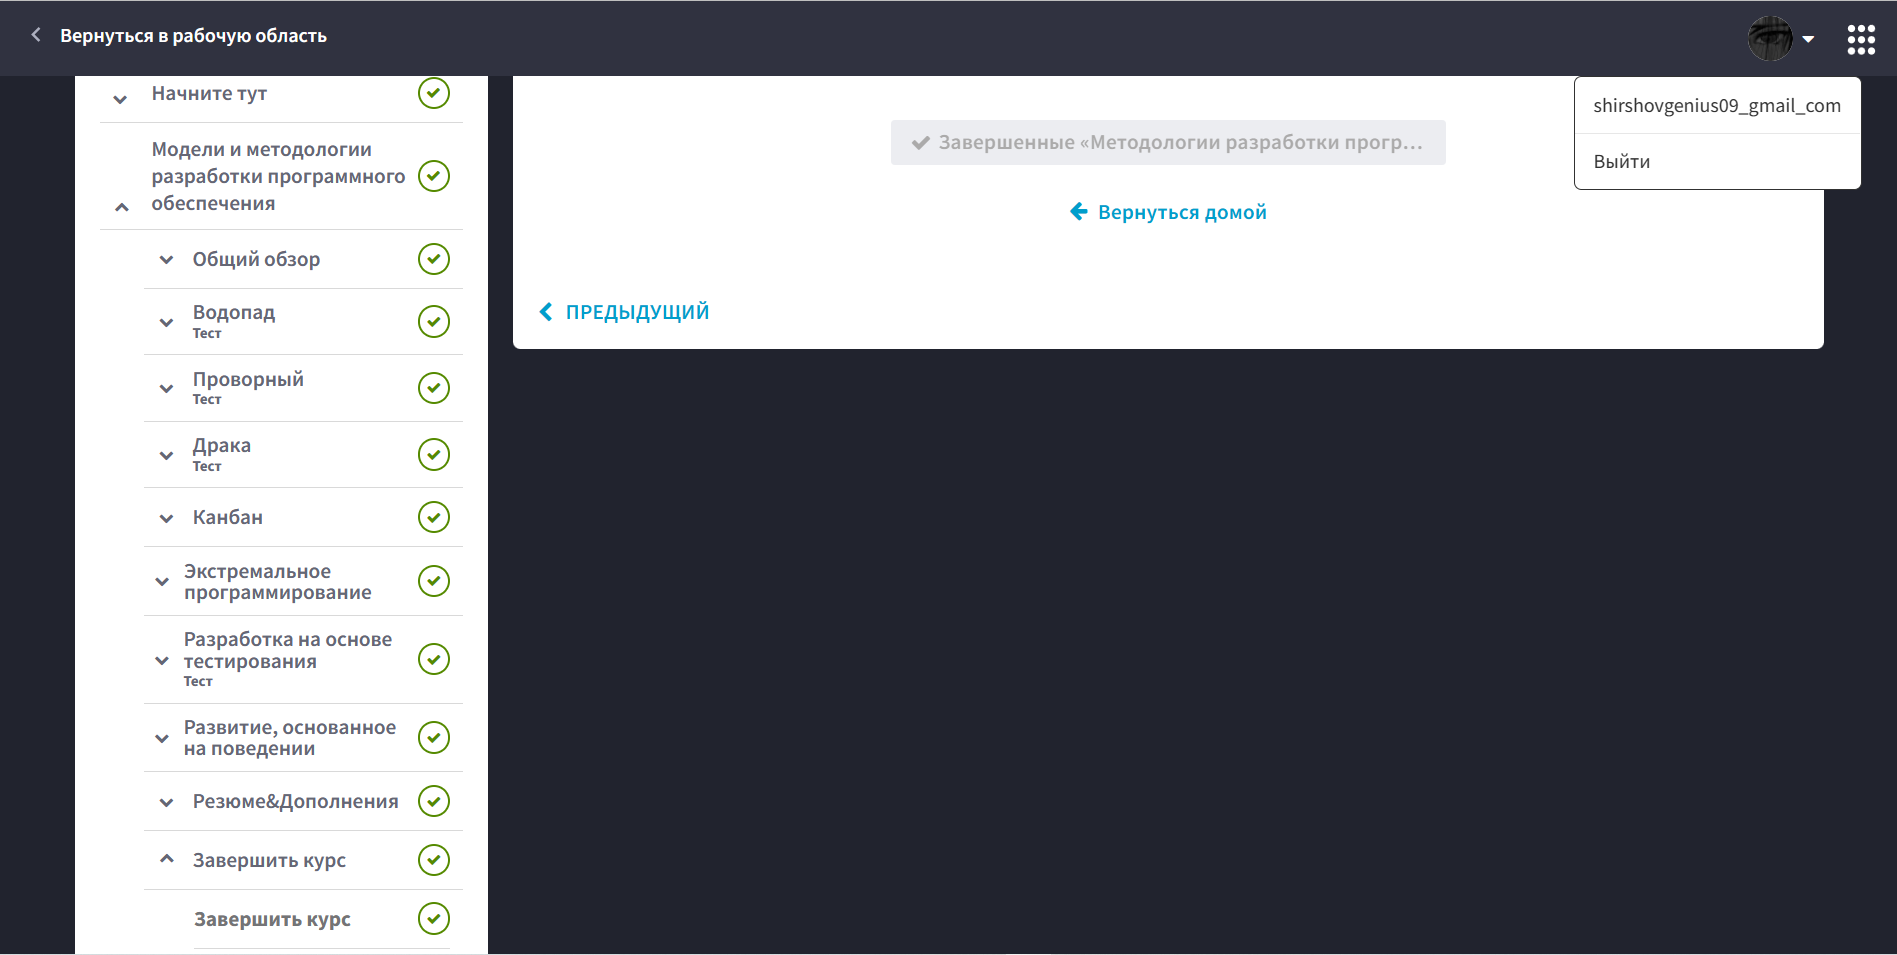 Вернуться в рабочую область
shirshovgenius09_gmail_com
Выйти
Начните тут
Модели и методологии
разработки программного
обеспечения
Общий обзор
Водопад
Тест
Проворный
Тест
Драка
Тест
Канбан
Экстремальное
программирование
Разработка на основе
тестирования
Тест
Развитие, основанное
на поведении
Резюме&Дополнения
Завершить курс
Завершить курс
Завершенные «Методологии разработки прогр...
Вернуться домой
ПРЕДЫДУЩИЙ